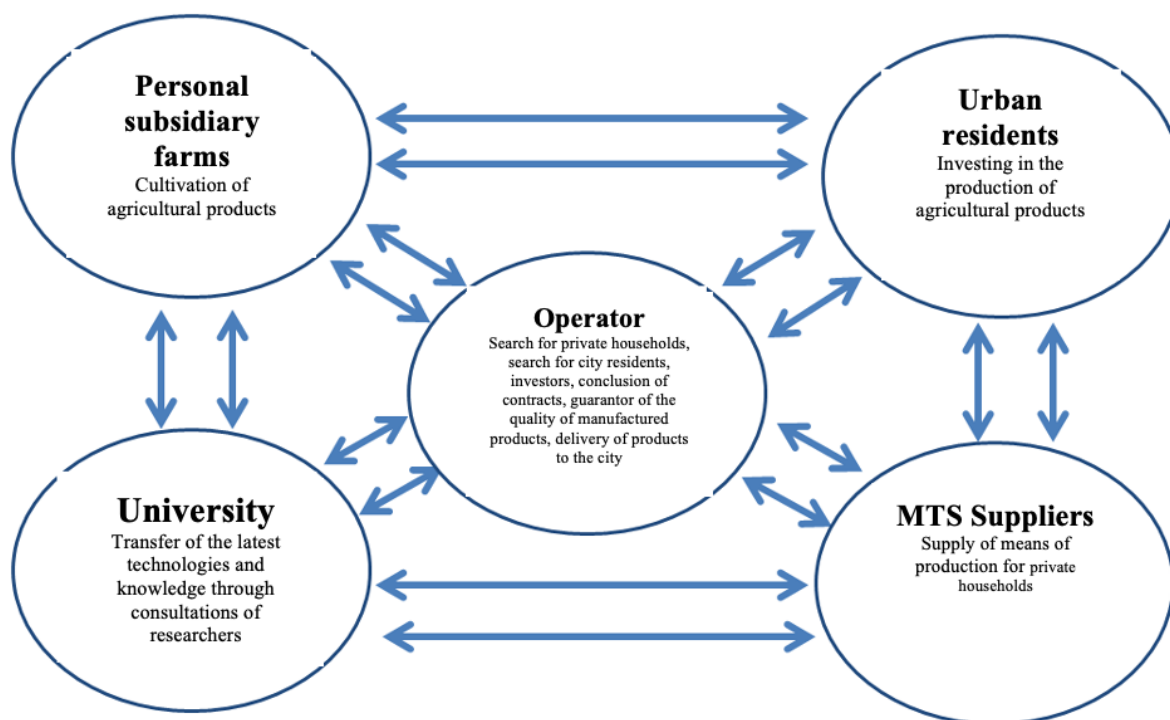 Personal
subsidiary
farms
Cultivation of
agricultural products
Urban
residents
Investing in the
production of
agricultural products
Operator
Search for private households,
search for city residents,
investors, conclusion of
contracts, guarantor of the
quality of manufactured
products, delivery of products
to the city
University
Transfer of the latest
technologies and
knowledge through
consultations of
researchers
MTS Suppliers
Supply of means of
production for private
households